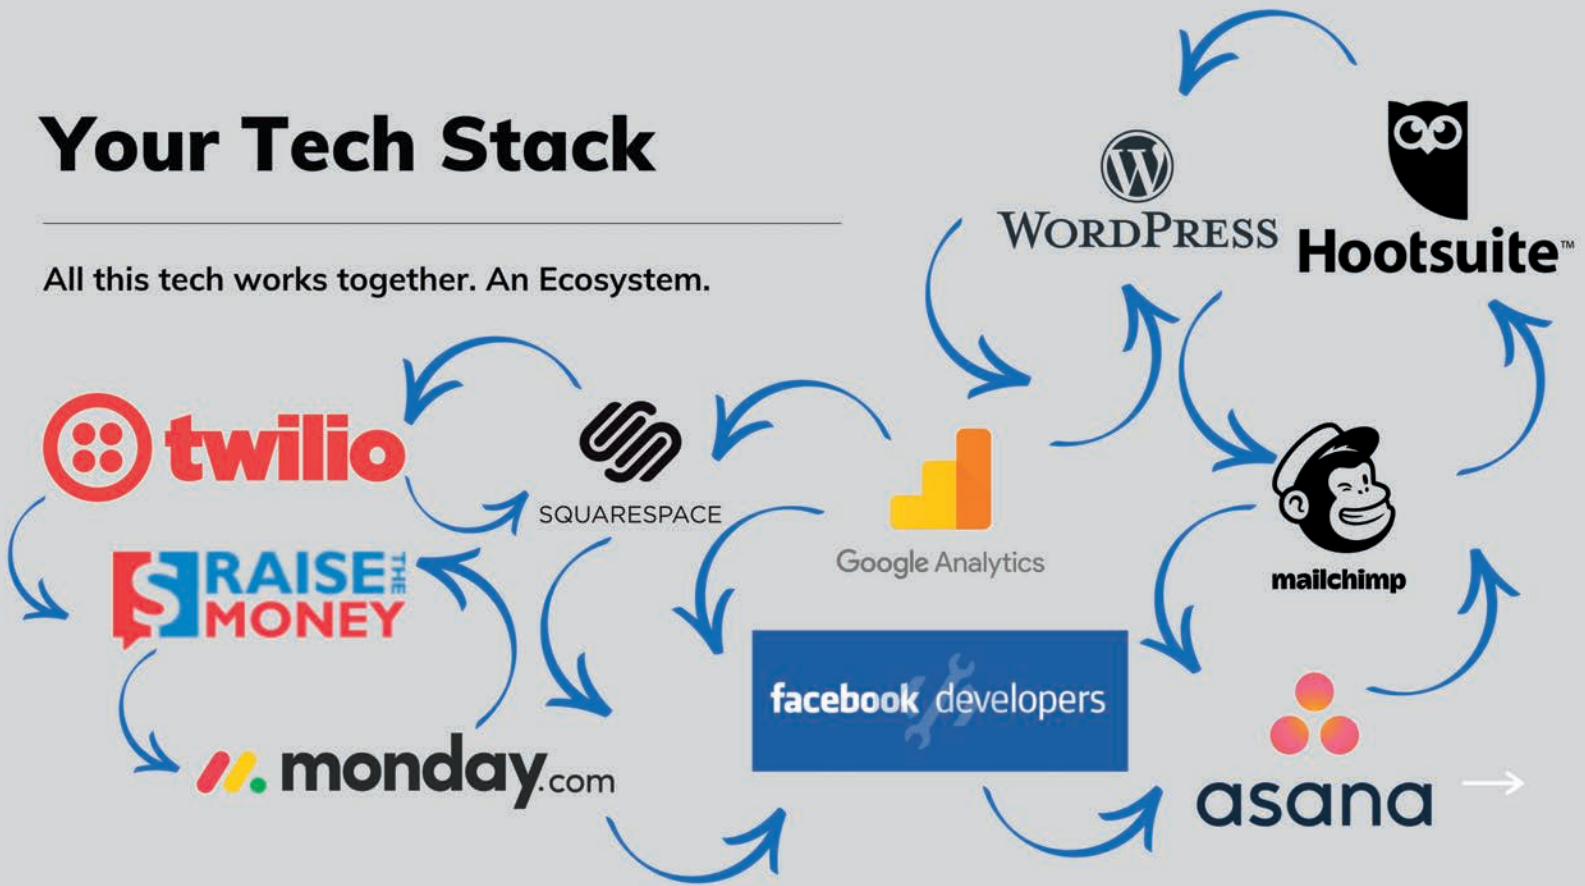 Your Tech Stack
All this tech works together. An Ecosystem.
WORDPRESS
Hootsuite™
twilio
SQUARESPACE
Google Analytics
mailchimp
RAISE THE
MONEY
facebook developers
monday.com
asana